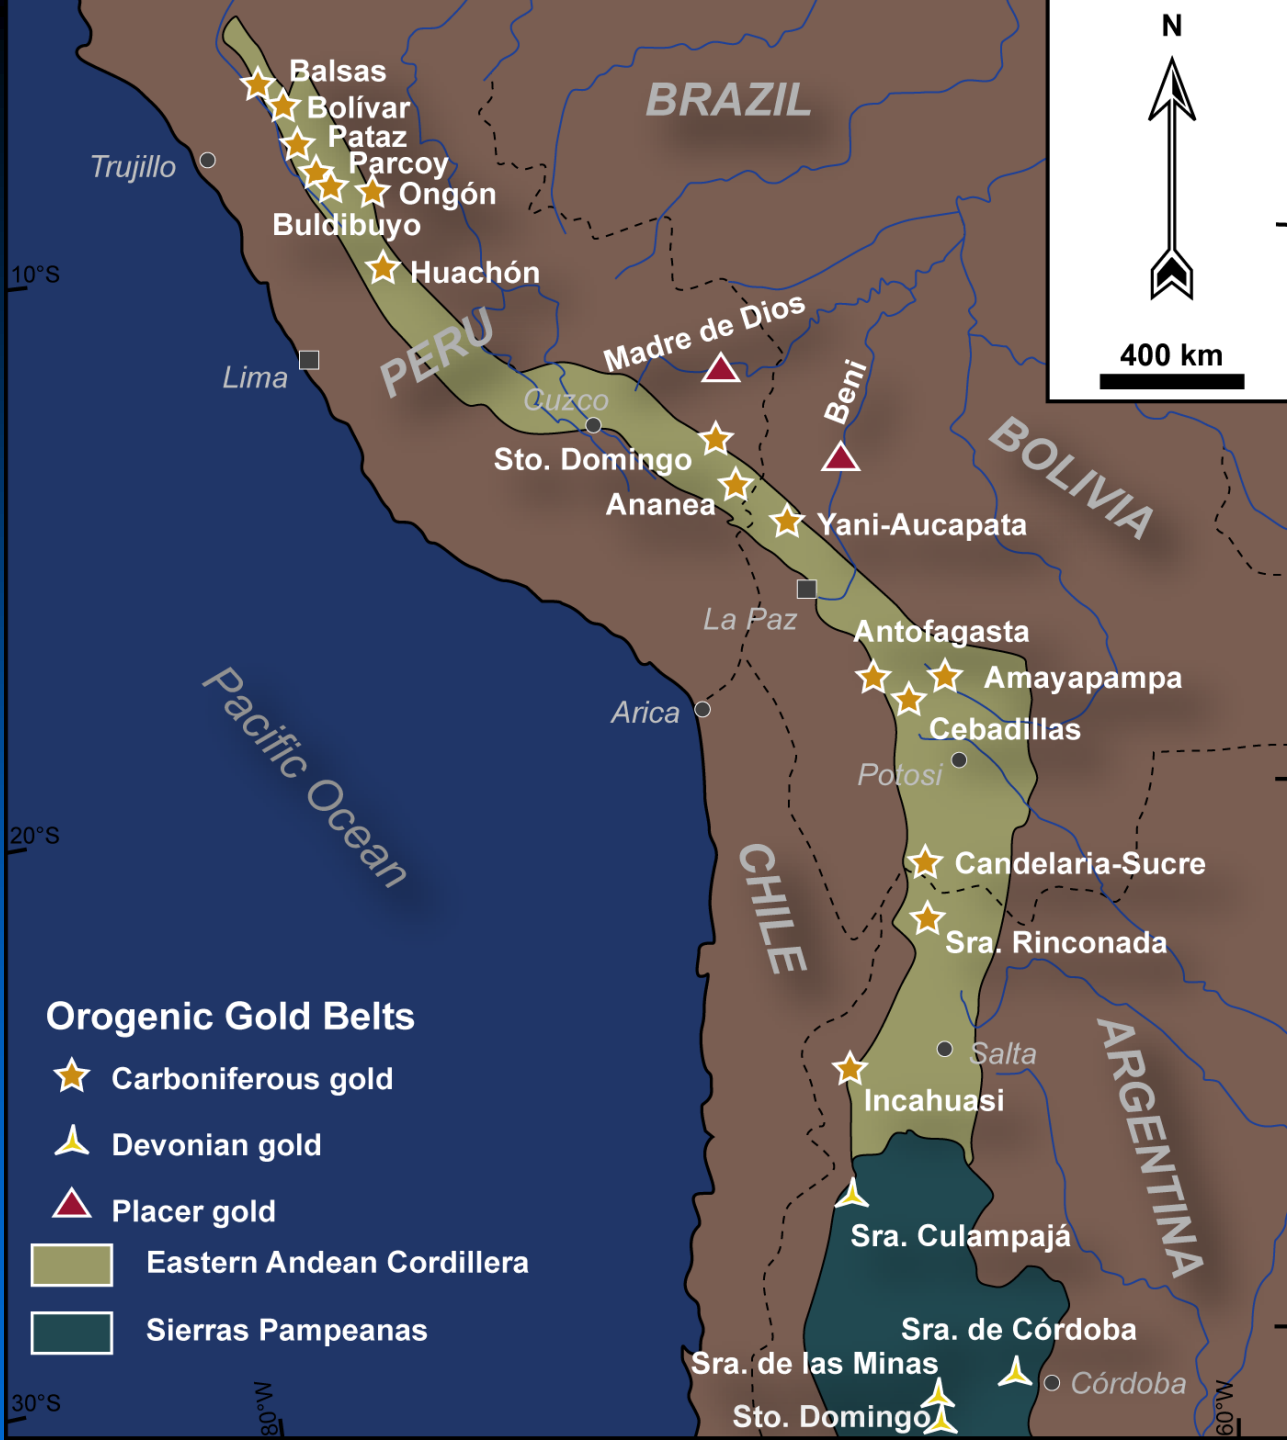 N
Balsas
BRAZIL
Bolívar
Pataz
Trujillo
Parcoy
Ongón
Buldibuyo
10°S
Huachón
Madre de Dios
PERU
400 km
Lima
Beni
Cuzco
BOLIVIA
Sto. Domingo
Ananea
Yani-Aucapata
La Paz
Antofagasta
Amayapampa
Pacific Ocean
Arica
Cebadillas
Potosi
20°S
CHILE
Candelaria-Sucre
Sra. Rinconada
Orogenic Gold Belts
Salta
ARGENTINA
Carboniferous gold
Incahuasi
Devonian gold
Placer gold
Sra. Culampajá
Eastern Andean Cordillera
Sierras Pampeanas
Sra. de Córdoba
Sra. de las Minas
Córdoba
30°S
80°W
Sto. Domingo
60°W